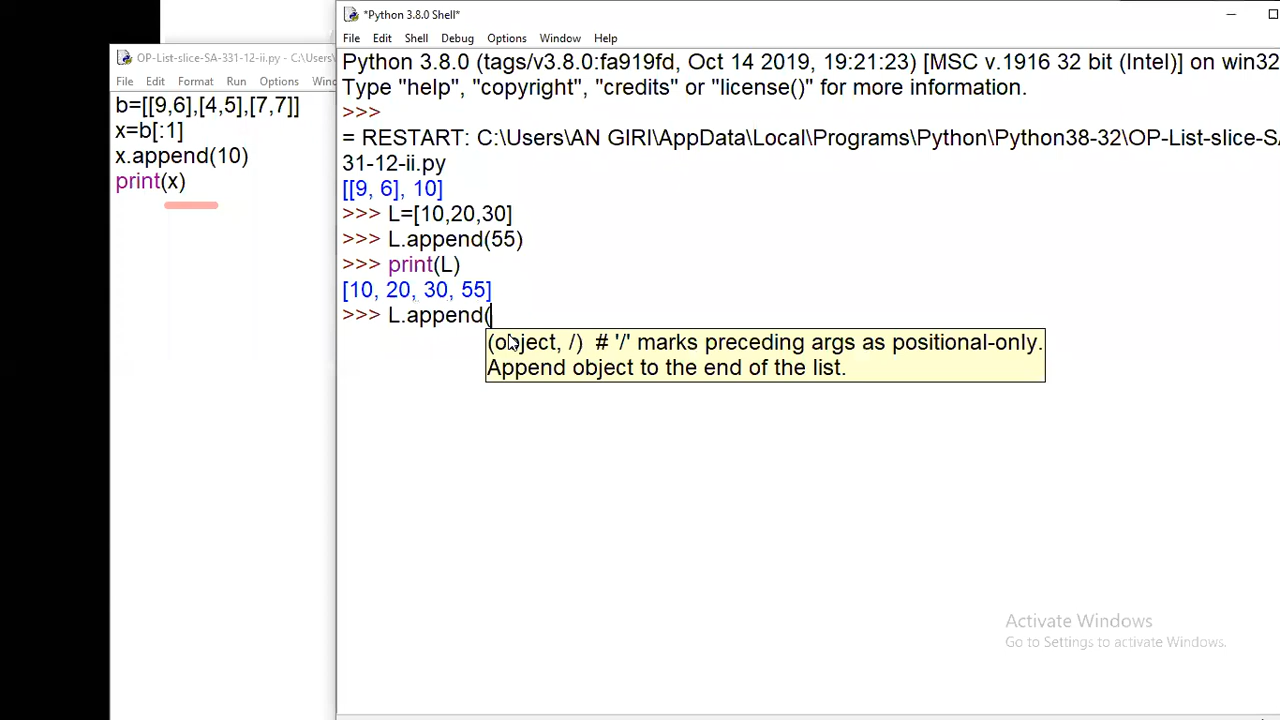 *Python 3.8.0 Shell*
File Edit Shell Debug Options Window Help
Python 3.8.0 (tags/v3.8.0:fa919fd, Oct 14 2019, 19:21:23) [MSC v.1916 32 bit (Intel)] on win32
Type "help", "copyright", "credits" or "license()" for more information.
>>>
= RESTART: C:\Users\AN GIRI\AppData\Local\Programs\Python\Python38-32\OP-List-slice-SA
31-12-ii.py
[[9, 6], 10]
>>> L=[10,20,30]
>>> L.append(55)
>>> print(L)
[10, 20, 30, 55]
>>> L.append(
(object, /)  # '/' marks preceding args as positional-only.
Append object to the end of the list.
OP-List-slice-SA-331-12-ii.py - C:\Users\
File Edit Format Run Options Wind
b=[[9,6],[4,5],[7,7]]
x=b[:1]
x.append(10)
print(x)
Activate Windows
Go to Settings to activate Windows.